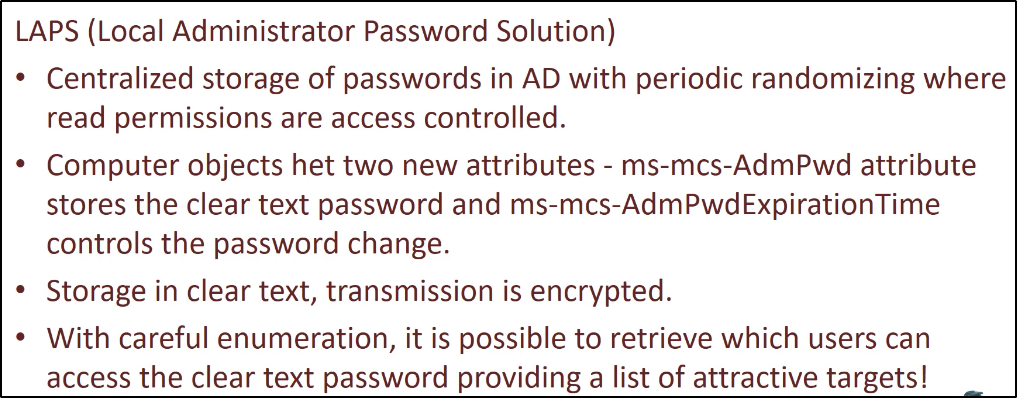 LAPS (Local Administrator Password Solution)
• Centralized storage of passwords in AD with periodic randomizing where
read permissions are access controlled.
• Computer objects het two new attributes - ms-mcs-AdmPwd attribute
stores the clear text password and ms-mcs-AdmPwdExpirationTime
controls the password change.
• Storage in clear text, transmission is encrypted.
• With careful enumeration, it is possible to retrieve which users can
access the clear text password providing a list of attractive targets!